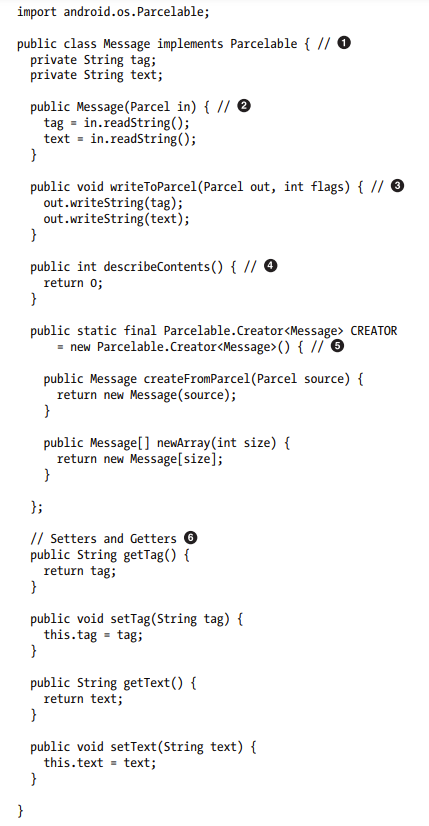 import android.os.Parcelable;
public class Message implements Parcelable { // ❶
private String tag;
private String text;
public Message(Parcel in) { // ❷
tag = in.readString();
text = in.readString();
}
public void writeToParcel(Parcel out, int flags) { // ❸
out.writeString(tag);
out.writeString(text);
}
public int describeContents() { // ❹
return 0;
}
public static final Parcelable.Creator<Message> CREATOR
= new Parcelable.Creator<Message>() { // ❺
public Message createFromParcel(Parcel source) {
return new Message(source);
}
public Message[] newArray(int size) {
return new Message[size];
}
};
// Setters and Getters ❻
public String getTag() {
return tag;
}
public void setTag(String tag) {
this.tag = tag;
}
public String getText() {
return text;
}
public void setText(String text) {
this.text = text;
}
}